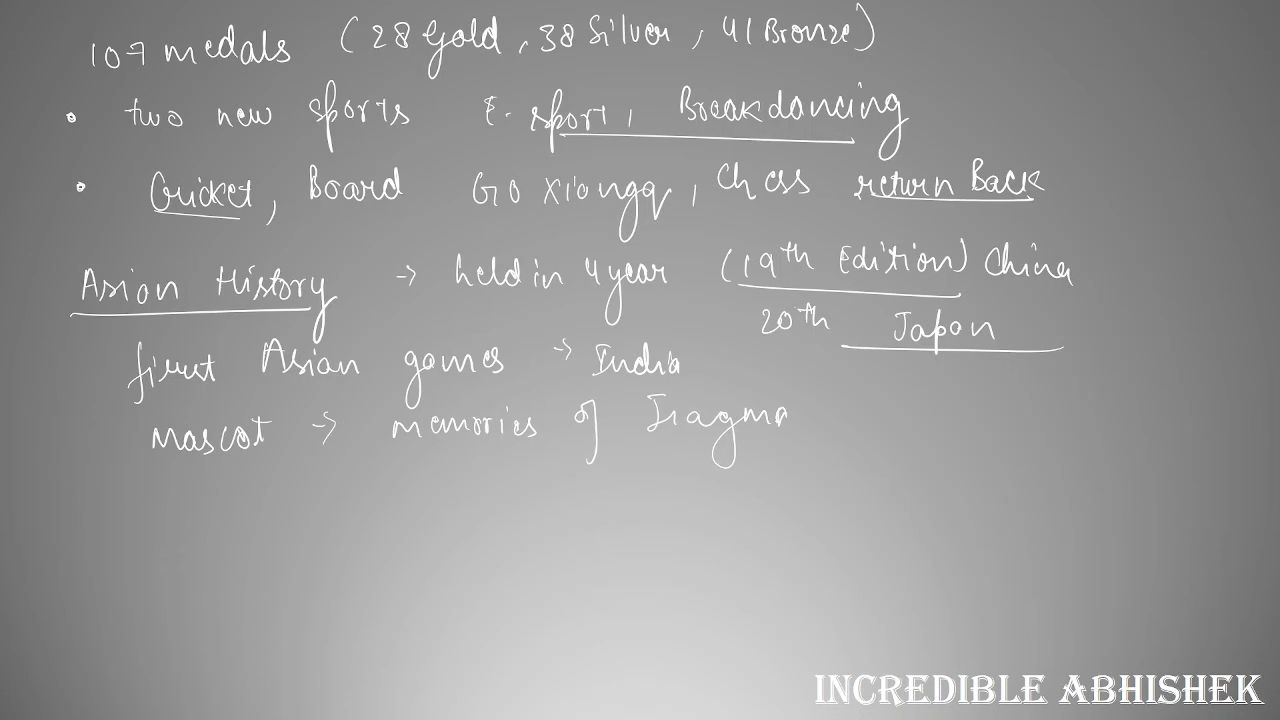 107 medals (28 Gold, 38 Silver, 41 Bronze)
• two new sports E-sport, Breakdancing
• Cricket, Board Go Xiangq, Chess return Back
Asian History → held in 4 year (19th Edition) China
20th Japan
first Asian games → India
Mascot → memories of
INCREDIBLE ABHISHEK